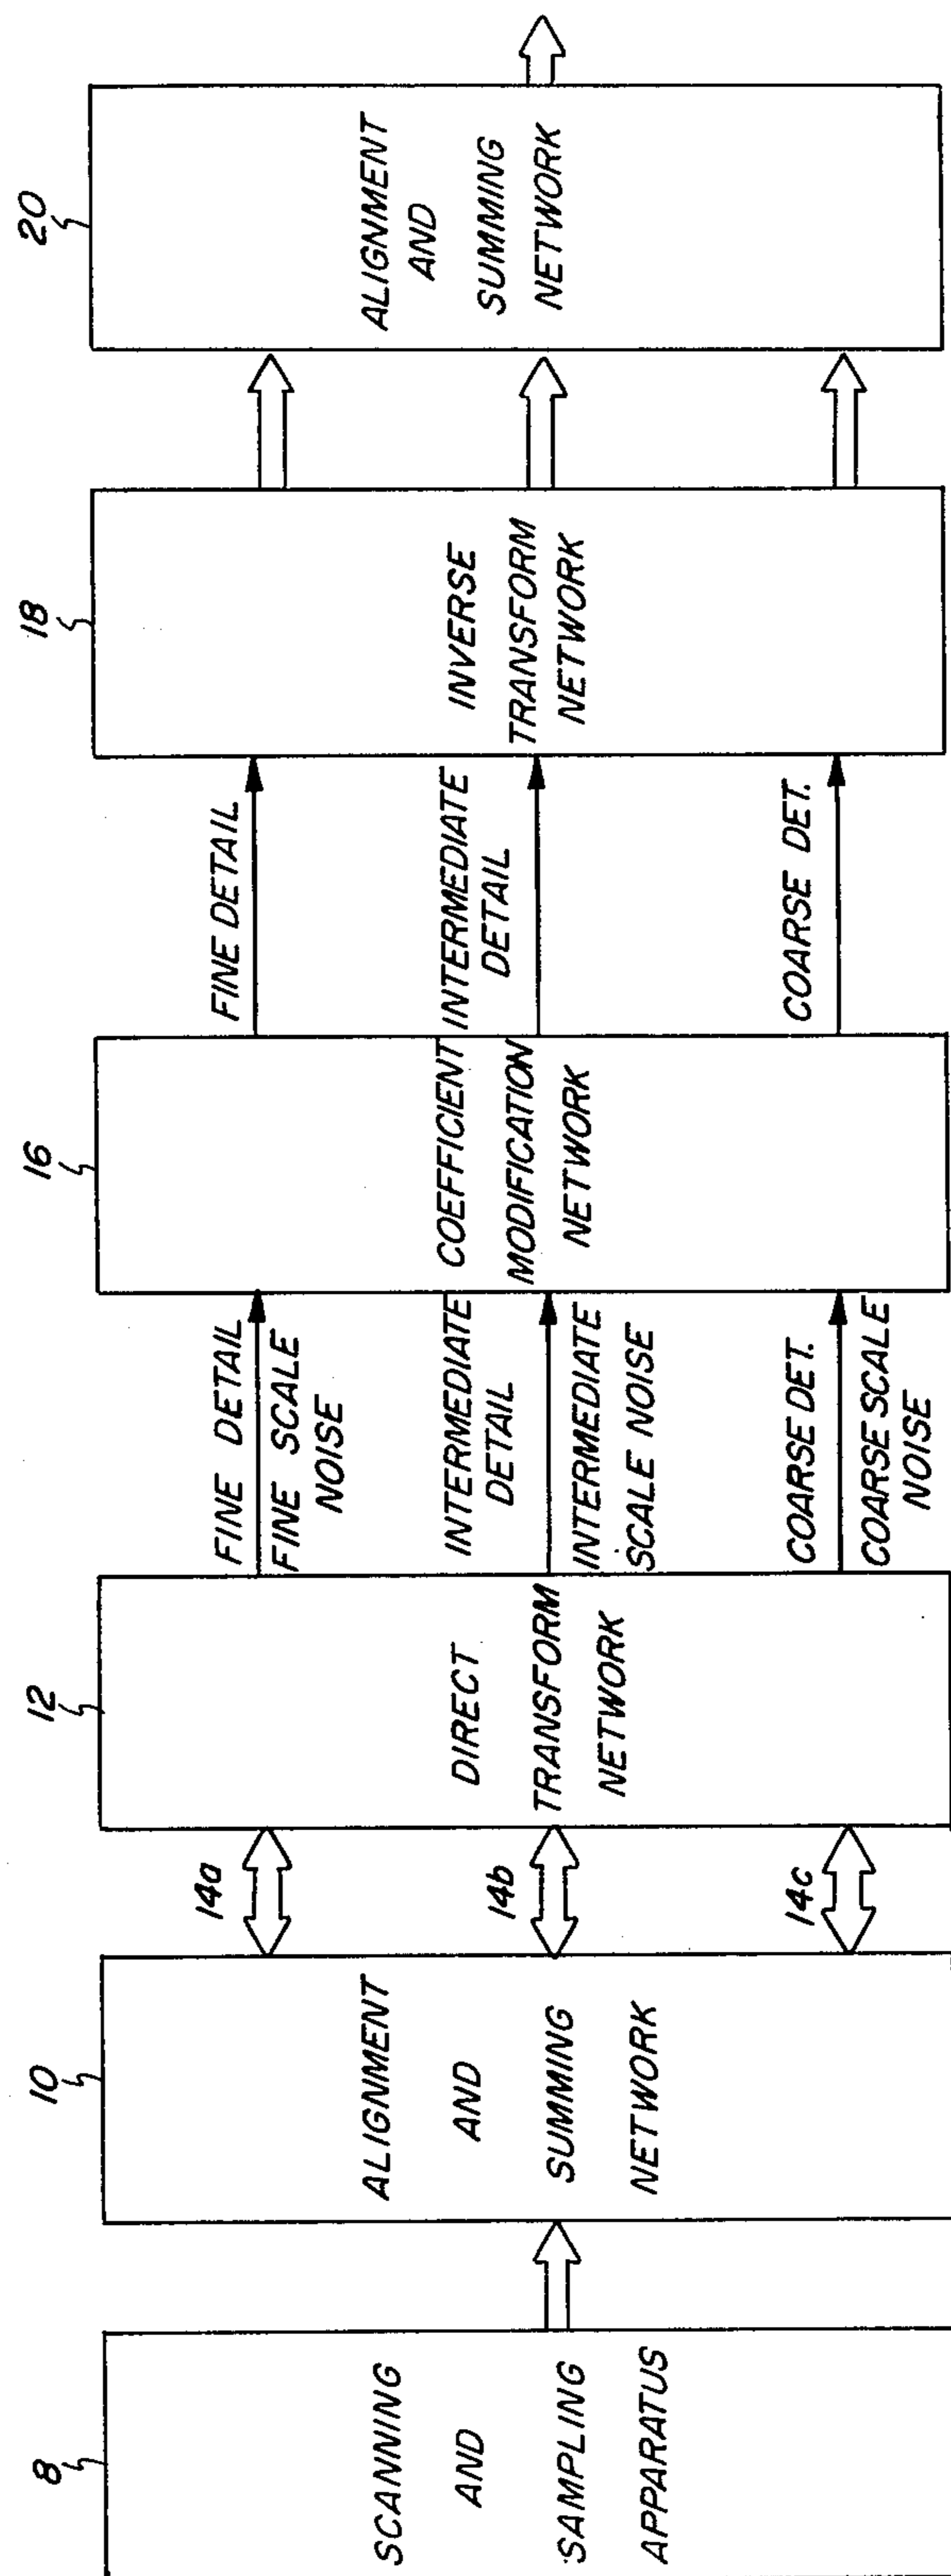 8
SCANNING
AND
SAMPLING
APPARATUS
10
ALIGNMENT
AND
SUMMING
NETWORK
14a
14b
14c
12
DIRECT
TRANSFORM
NETWORK
FINE DETAIL
FINE SCALE
NOISE
INTERMEDIATE
DETAIL
INTERMEDIATE
SCALE NOISE
COARSE DET.
COARSE SCALE
NOISE
16
COEFFICIENT
MODIFICATION
NETWORK
FINE DETAIL
INTERMEDIATE
DETAIL
COARSE DET.
18
INVERSE
TRANSFORM
NETWORK
20
ALIGNMENT
AND
SUMMING
NETWORK